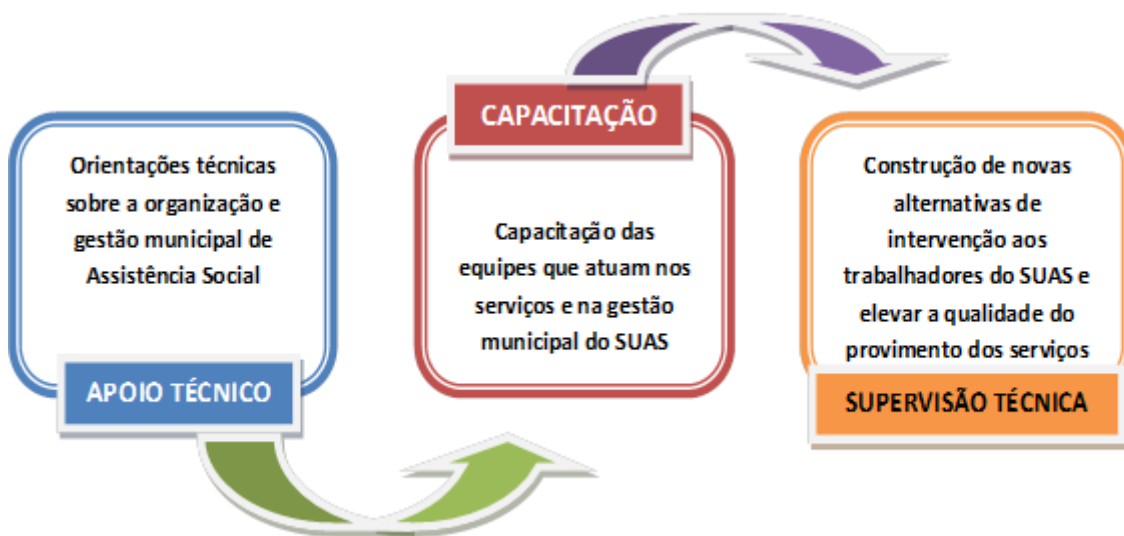 Orientações técnicas
sobre a organização e
gestão municipal de
Assistência Social
APOIO TÉCNICO
CAPACITAÇÃO
Capacitação das
equipes que atuam nos
serviços e na gestão
municipal do SUAS
Construção de novas
alternativas de
intervenção aos
trabalhadores do SUAS e
elevar a qualidade do
provimento dos serviços
SUPERVISÃO TÉCNICA